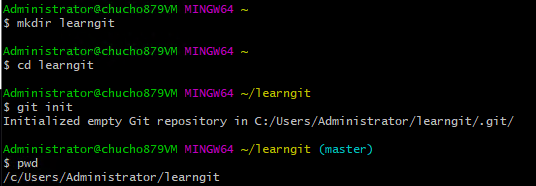 Administrator@chucho879VM MINGW64 ~
$ mkdir learngit
Administrator@chucho879VM MINGW64 ~
$ cd learngit
Administrator@chucho879VM MINGW64 ~/learngit
$ git init
Initialized empty Git repository in C:/Users/Administrator/learngit/.git/
Administrator@chucho879VM MINGW64 ~/learngit (master)
$ pwd
/c/Users/Administrator/learngit